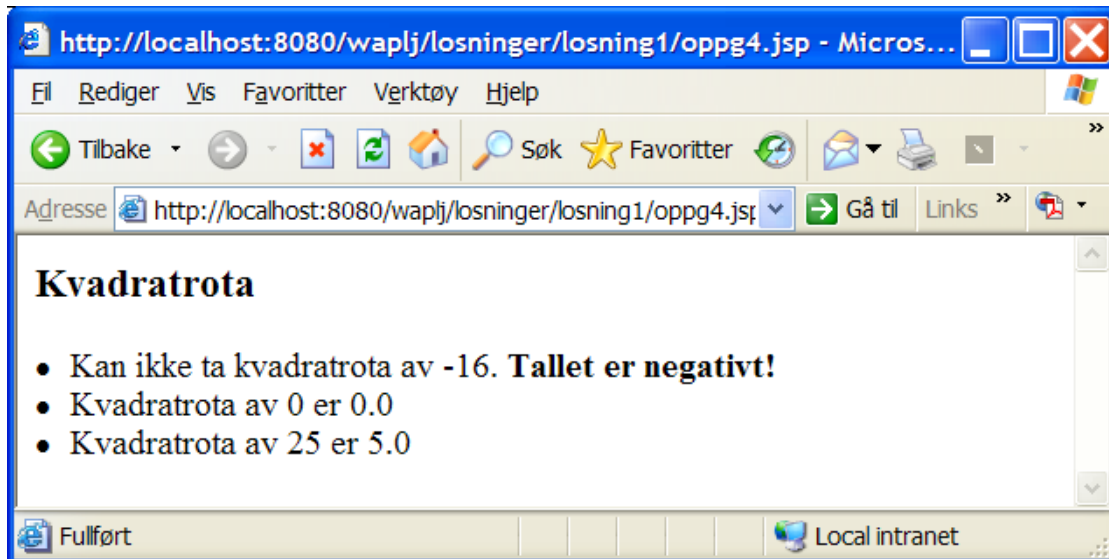 http://localhost:8080/waplj/losninger/losning1/oppg4.jsp - Micros...
Fil Rediger Vis Favoritter Verktøy Hjelp
Tilbake Søk Favoritter »
Adresse http://localhost:8080/waplj/losninger/losning1/oppg4.jsp Gå til Links »
Kvadratrota
• Kan ikke ta kvadratrota av -16. Tallet er negativt!
• Kvadratrota av 0 er 0.0
• Kvadratrota av 25 er 5.0
Fullført Local intranet